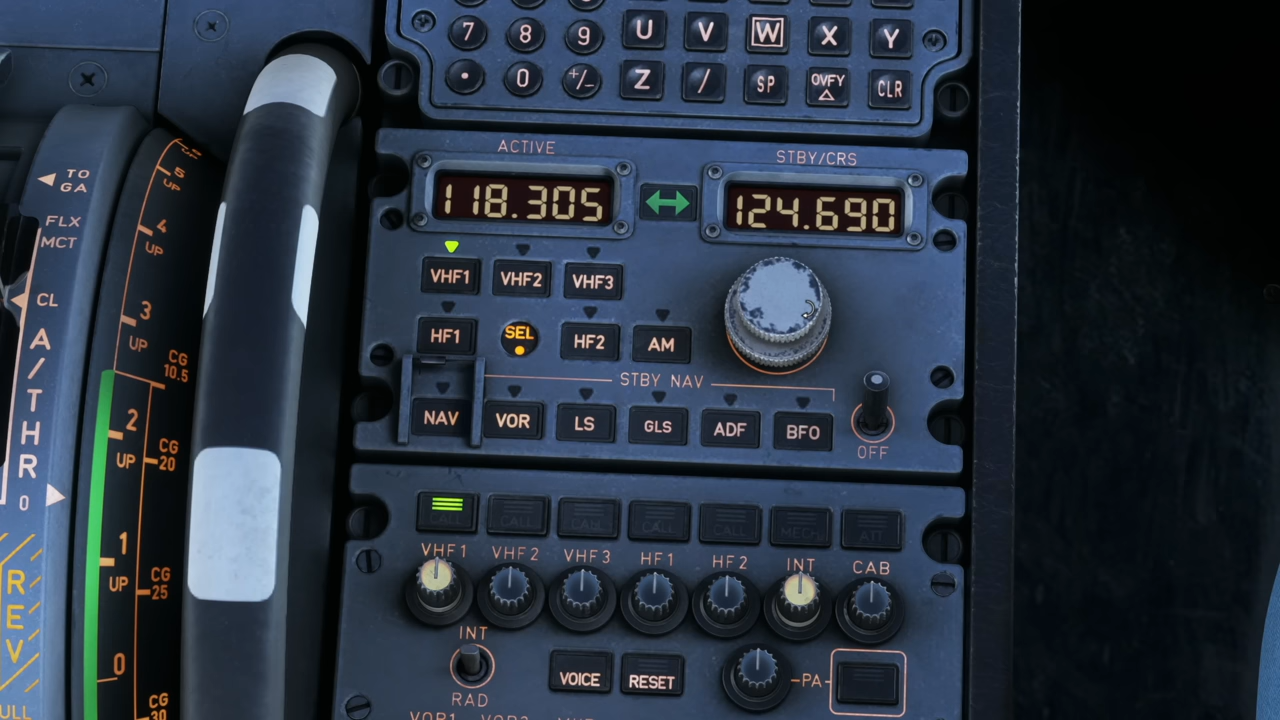 7 8 9 U V W X Y
. 0 +/- Z / SP OVFY △ CLR
ACTIVE STBY/CRS
118.305 124.690
VHF1 VHF2 VHF3
HF1 SEL HF2 AM
STBY NAV
NAV VOR LS GLS ADF BFO
OFF
CALL CALL CALL CALL CALL MECH ATT
VHF1 VHF2 VHF3 HF1 HF2 INT CAB
INT
RAD
VOICE RESET
PA
TO
GA
FLX
MCT
CL
A/THR
0
REV
5
UP
4
UP
3
UP
2
UP
1
UP
0
CG
10.5
CG
20
CG
25
CG
30